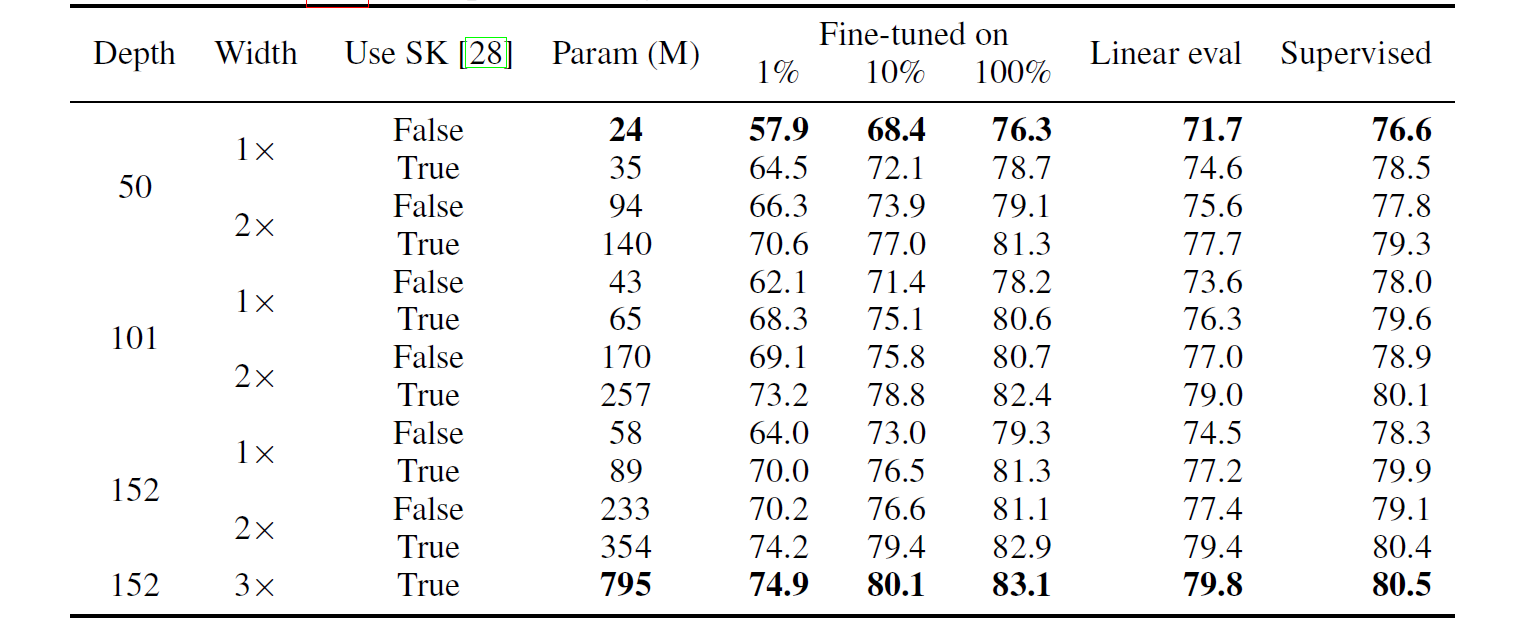 Depth Width Use SK [28] Param (M) Fine-tuned on Linear eval Supervised
1% 10% 100%
50 1× False 24 57.9 68.4 76.3 71.7 76.6
True 35 64.5 72.1 78.7 74.6 78.5
2× False 94 66.3 73.9 79.1 75.6 77.8
True 140 70.6 77.0 81.3 77.7 79.3
101 1× False 43 62.1 71.4 78.2 73.6 78.0
True 65 68.3 75.1 80.6 76.3 79.6
2× False 170 69.1 75.8 80.7 77.0 78.9
True 257 73.2 78.8 82.4 79.0 80.1
152 1× False 58 64.0 73.0 79.3 74.5 78.3
True 89 70.0 76.5 81.3 77.2 79.9
2× False 233 70.2 76.6 81.1 77.4 79.1
True 354 74.2 79.4 82.9 79.4 80.4
152 3× True 795 74.9 80.1 83.1 79.8 80.5